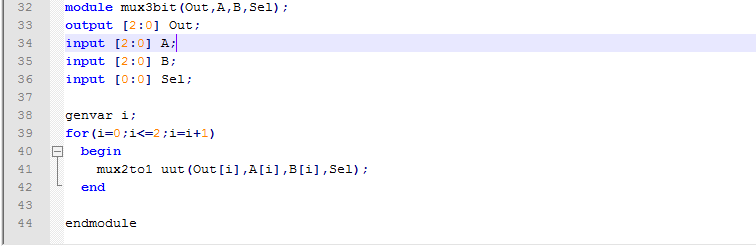 32 module mux3bit(Out,A,B,Sel);
33 output [2:0] Out;
34 input [2:0] A;
35 input [2:0] B;
36 input [0:0] Sel;
37
38 genvar i;
39 for(i=0;i<=2;i=i+1)
40 begin
41 mux2to1 uut(Out[i],A[i],B[i],Sel);
42 end
43
44 endmodule